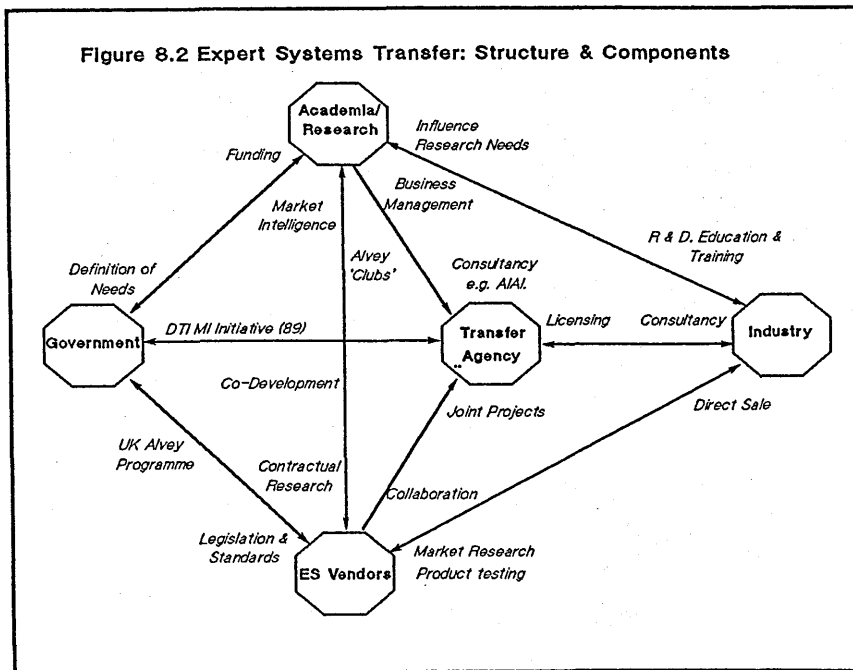 Figure 8.2 Expert Systems Transfer: Structure & Components
Academia/
Research
Influence
Research Needs
Funding
Business
Management
Market
Intelligence
R & D. Education &
Training
Alvey
'Clubs'
Consultancy
e.g. AIAI.
Definition of
Needs
Government
DTI MI Initiative (89)
Transfer
Agency
Licensing
Consultancy
Industry
Co-Development
Joint Projects
Direct Sale
UK Alvey
Programme
Contractual
Research
Collaboration
Legislation &
Standards
ES Vendors
Market Research
Product testing